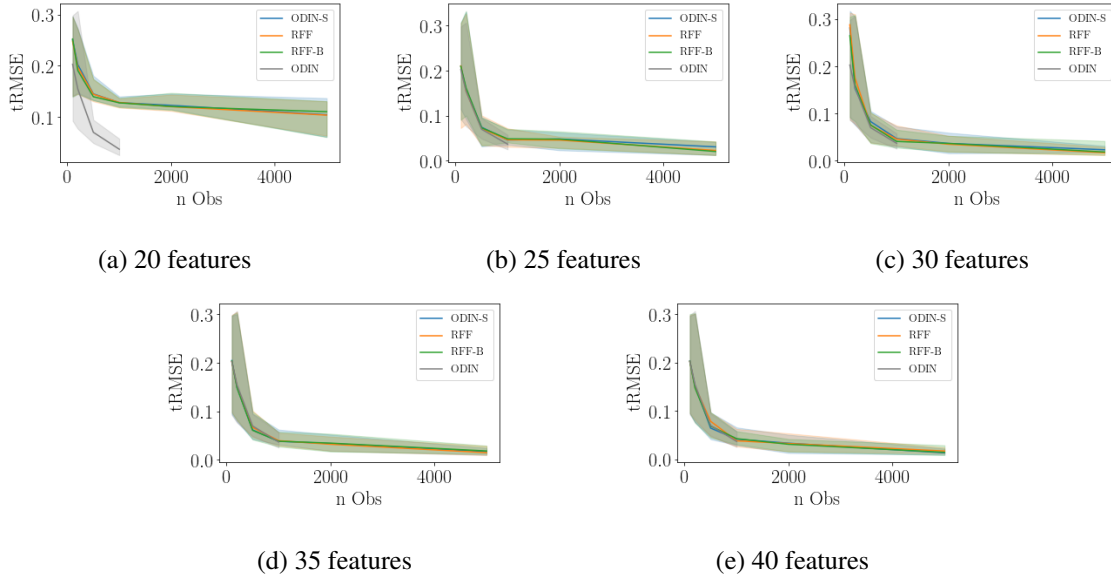 0.3
0.2
0.1
tRMSE
0
2000
4000
n Obs
ODIN-S
RFF
RFF-B
ODIN
(a) 20 features
0.3
0.2
0.1
0.0
tRMSE
0
2000
4000
n Obs
ODIN-S
RFF
RFF-B
ODIN
(b) 25 features
0.3
0.2
0.1
0.0
tRMSE
0
2000
4000
n Obs
ODIN-S
RFF
RFF-B
ODIN
(c) 30 features
0.3
0.2
0.1
0.0
tRMSE
0
2000
4000
n Obs
ODIN-S
RFF
RFF-B
ODIN
(d) 35 features
0.3
0.2
0.1
0.0
tRMSE
0
2000
4000
n Obs
ODIN-S
RFF
RFF-B
ODIN
(e) 40 features